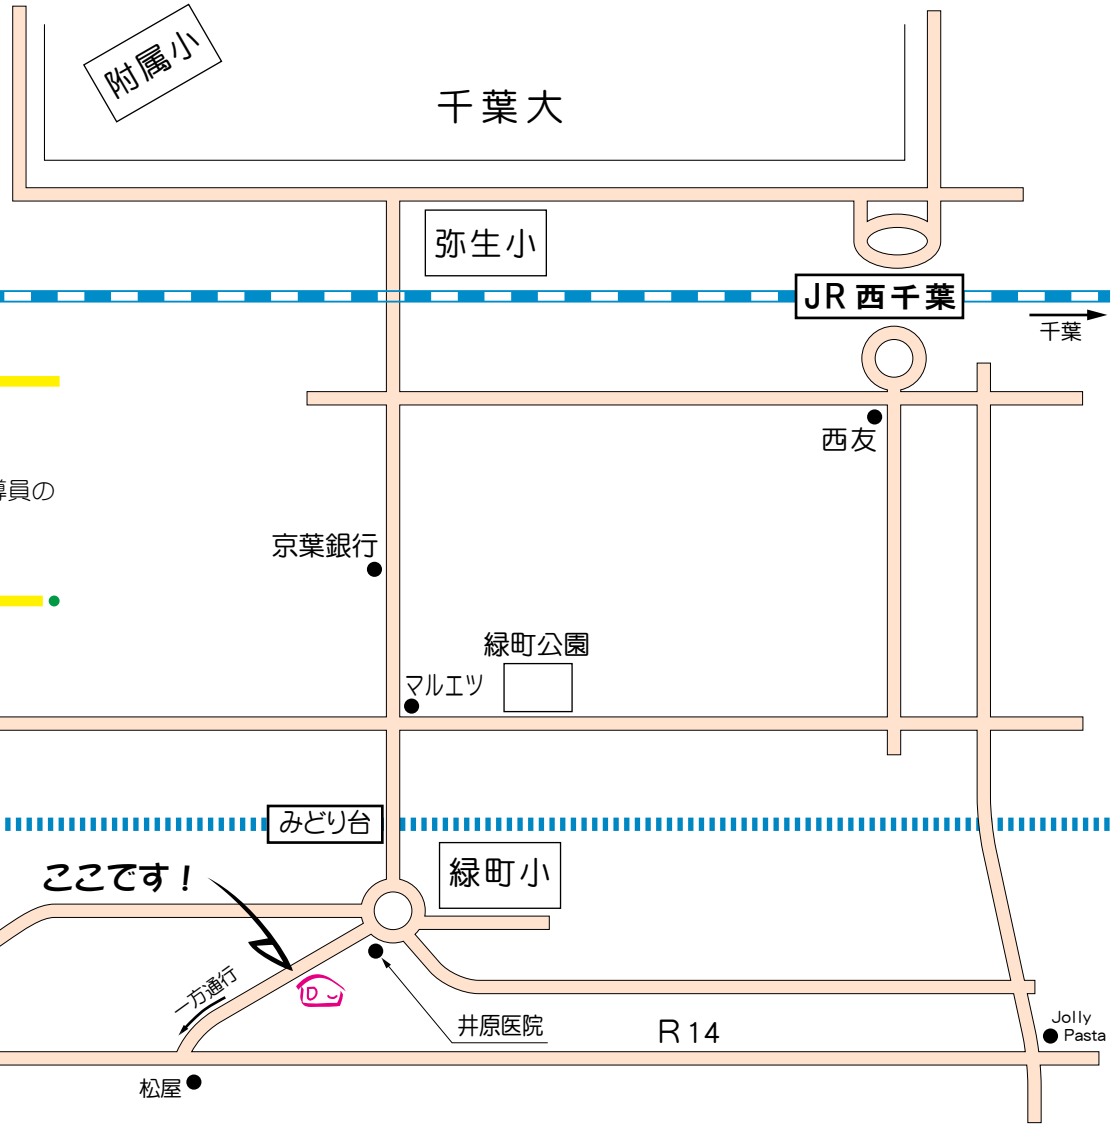 附属小
千葉大
弥生小
JR 西千葉
千葉
西友
員の
京葉銀行
緑町公園
マルエツ
みどり台
緑町小
ここです！
一方通行
井原医院
R 14
Jolly
Pasta
松屋